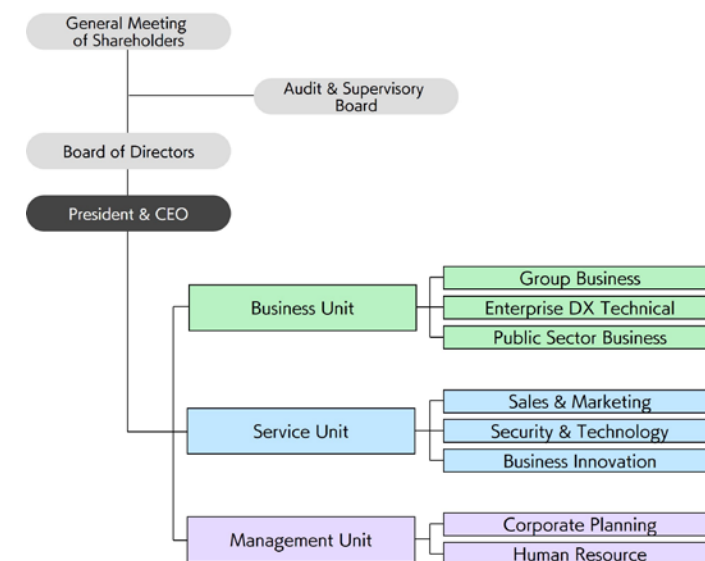 General Meeting
of Shareholders
Audit & Supervisory
Board
Board of Directors
President & CEO
Group Business
Business Unit
Enterprise DX Technical
Public Sector Business
Sales & Marketing
Service Unit
Security & Technology
Business Innovation
Corporate Planning
Management Unit
Human Resource